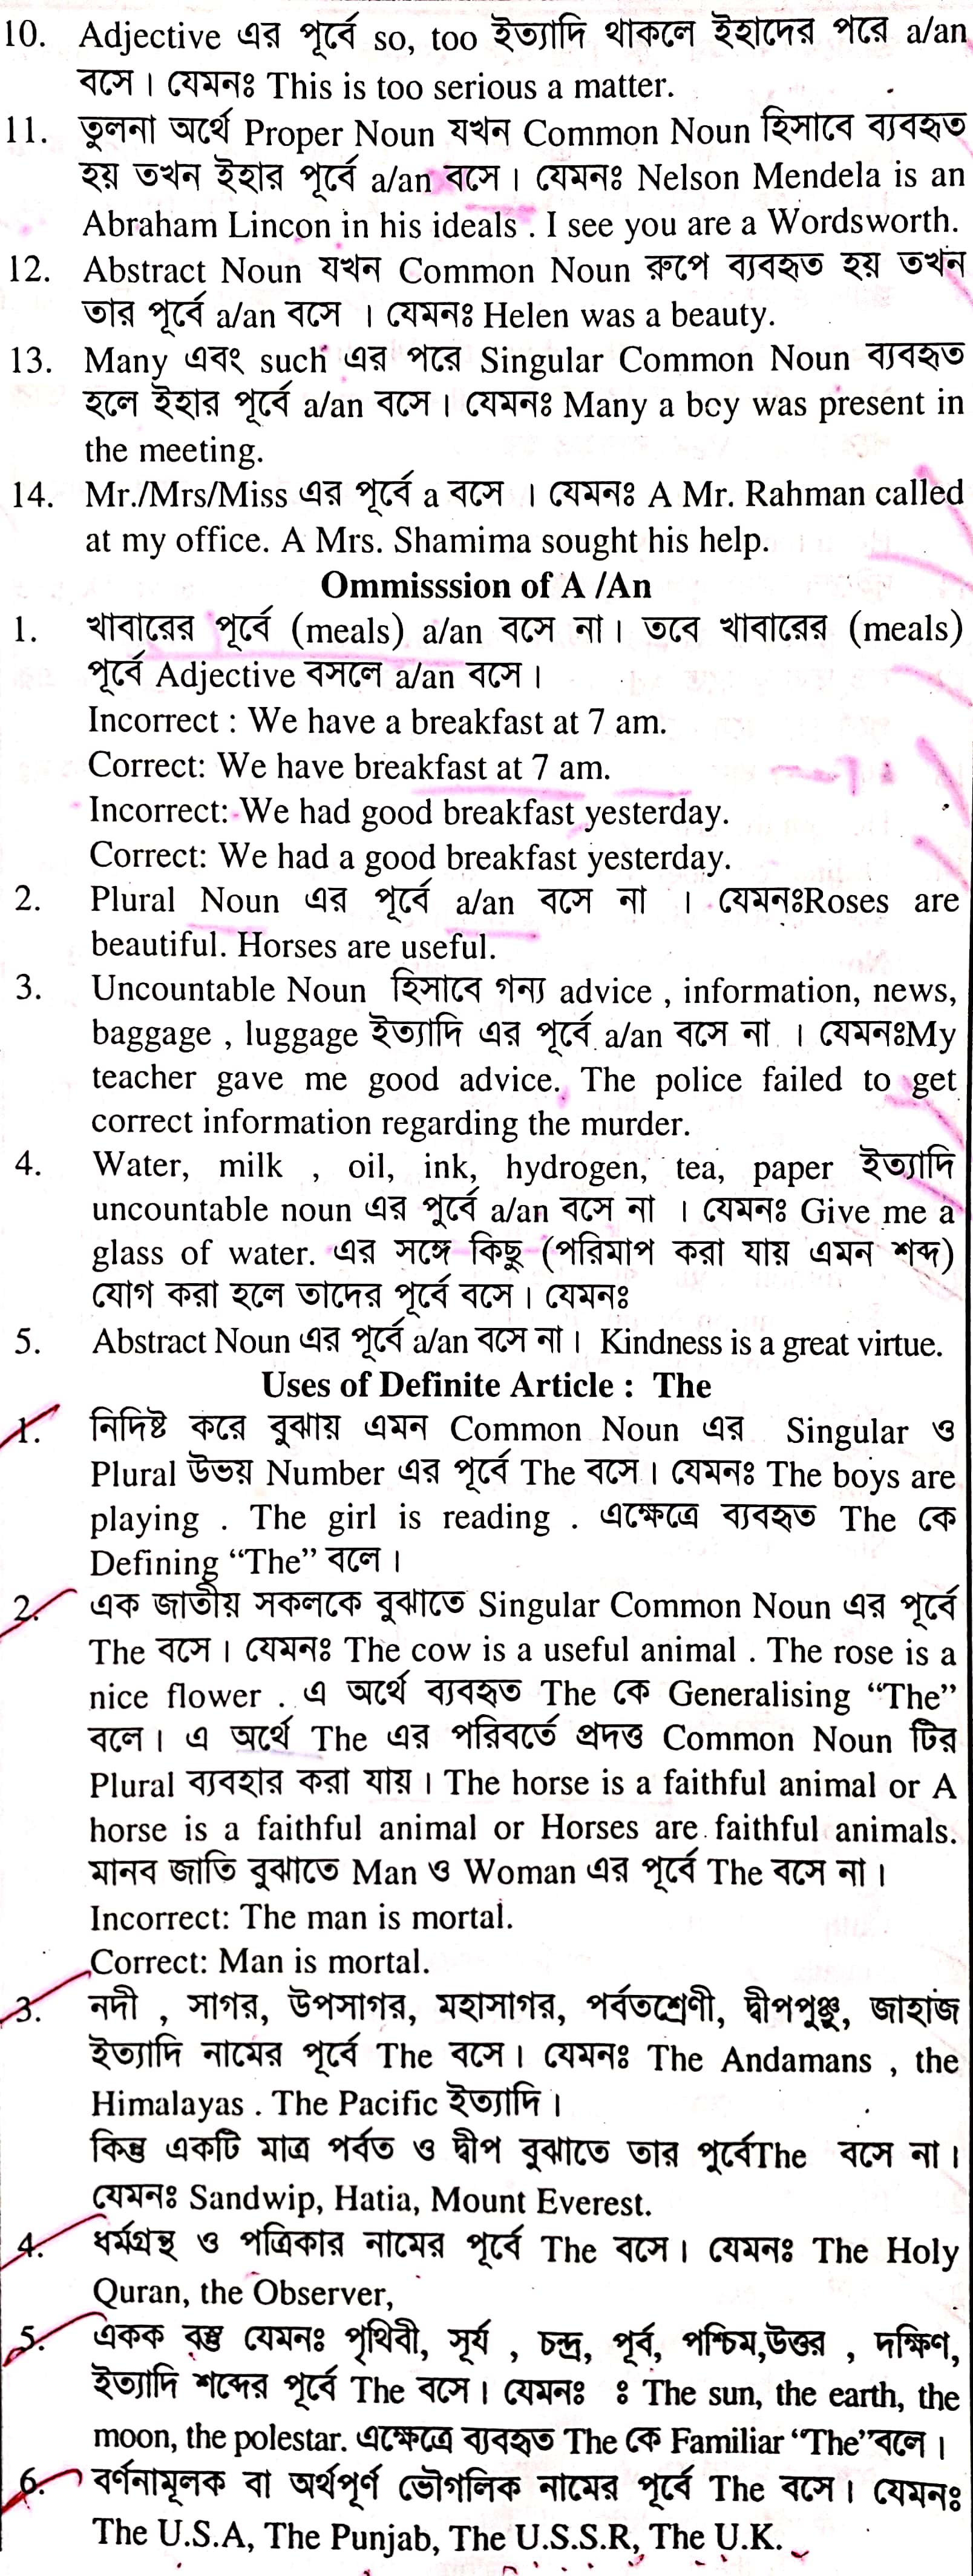 10. Adjective এর পূর্বে so, too ইত্যাদি থাকলে ইহাদের পরে a/an
বসে। যেমনঃ This is too serious a matter.
11. তুলনা অর্থে Proper Noun যখন Common Noun হিসাবে ব্যবহৃত
হয় তখন ইহার পূর্বে a/an বসে। যেমনঃ Nelson Mendela is an
Abraham Lincon in his ideals . I see you are a Wordsworth.
12. Abstract Noun যখন Common Noun রুপে ব্যবহৃত হয় তখন
তার পূর্বে a/an বসে । যেমনঃ Helen was a beauty.
13. Many এবং such এর পরে Singular Common Noun ব্যবহৃত
হলে ইহার পূর্বে a/an বসে। যেমনঃ Many a boy was present in
the meeting.
14. Mr./Mrs/Miss এর পূর্বে a বসে । যেমনঃ A Mr. Rahman called
at my office. A Mrs. Shamima sought his help.
Ommisssion of A /An
1. খাবারের পূর্বে (meals) a/an বসে না। তবে খাবারের (meals)
পূর্বে Adjective বসলে a/an বসে।
Incorrect : We have a breakfast at 7 am.
Correct: We have breakfast at 7 am.
Incorrect: We had good breakfast yesterday.
Correct: We had a good breakfast yesterday.
2. Plural Noun এর পূর্বে a/an বসে না । যেমনঃRoses are
beautiful. Horses are useful.
3. Uncountable Noun হিসাবে গন্য advice , information, news,
baggage , luggage ইত্যাদি এর পূর্বে a/an বসে না । যেমনঃMy
teacher gave me good advice. The police failed to get
correct information regarding the murder.
4. Water, milk , oil, ink, hydrogen, tea, paper ইত্যাদি
uncountable noun এর পুর্বে a/an বসে না । যেমনঃ Give me a
glass of water. এর সঙ্গে কিছু (পরিমাপ করা যায় এমন শব্দ)
যোগ করা হলে তাদের পূর্বে বসে। যেমনঃ
5. Abstract Noun এর পূর্বে a/an বসে না। Kindness is a great virtue.
Uses of Definite Article : The
1. নিদিষ্ট করে বুঝায় এমন Common Noun এর Singular ও
Plural উভয় Number এর পূর্বে The বসে। যেমনঃ The boys are
playing . The girl is reading . এক্ষেত্রে ব্যবহৃত The কে
Defining “The” বলে।
2. এক জাতীয় সকলকে বুঝাতে Singular Common Noun এর পূর্বে
The বসে। যেমনঃ The cow is a useful animal . The rose is a
nice flower . এ অর্থে ব্যবহৃত The কে Generalising “The”
বলে। এ অর্থে The এর পরিবর্তে প্রদত্ত Common Noun টির
Plural ব্যবহার করা যায়। The horse is a faithful animal or A
horse is a faithful animal or Horses are faithful animals.
মানব জাতি বুঝাতে Man ও Woman এর পূর্বে The বসে না।
Incorrect: The man is mortal.
Correct: Man is mortal.
3. নদী , সাগর, উপসাগর, মহাসাগর, পর্বতশ্রেণী, দ্বীপপুঞ্জ, জাহাজ
ইত্যাদি নামের পূর্বে The বসে। যেমনঃ The Andamans , the
Himalayas . The Pacific ইত্যাদি।
কিন্তু একটি মাত্র পর্বত ও দ্বীপ বুঝাতে তার পুর্বেThe বসে না।
যেমনঃ Sandwip, Hatia, Mount Everest.
4. ধর্মগ্রন্থ ও পত্রিকার নামের পূর্বে The বসে। যেমনঃ The Holy
Quran, the Observer,
5. একক বস্তু যেমনঃ পৃথিবী, সূর্য , চন্দ্র, পূর্ব, পশ্চিম,উত্তর , দক্ষিণ,
ইত্যাদি শব্দের পূর্বে The বসে। যেমনঃ ঃ The sun, the earth, the
moon, the polestar. এক্ষেত্রে ব্যবহৃত The কে Familiar “The”বলে।
6. বর্ণনামূলক বা অর্থপূর্ণ ভৌগলিক নামের পূর্বে The বসে। যেমনঃ
The U.S.A, The Punjab, The U.S.S.R, The U.K.